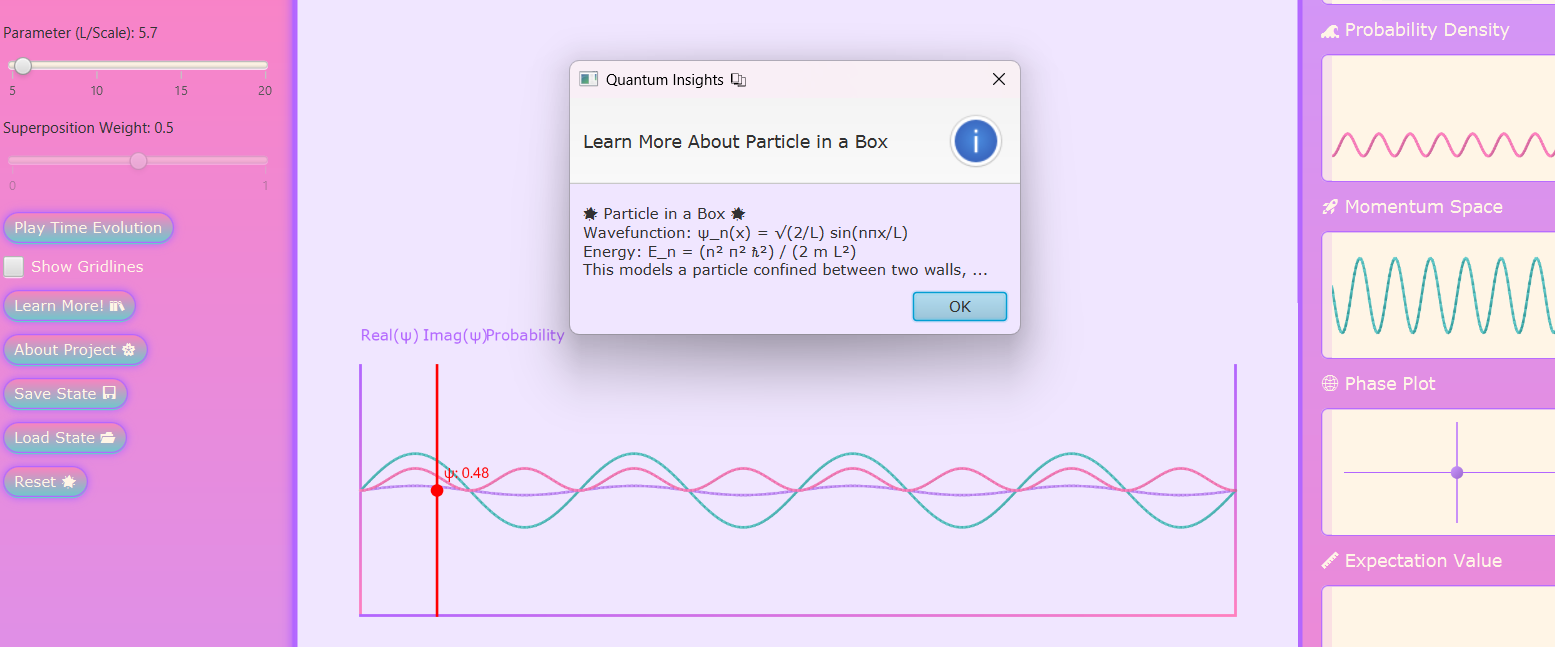 Parameter (L/Scale): 5.7
5 10 15 20
Superposition Weight: 0.5
0 1
Play Time Evolution
Show Gridlines
Learn More!
About Project
Save State
Load State
Reset
Quantum Insights
Learn More About Particle in a Box
Particle in a Box
Wavefunction: ψ_n(x) = √(2/L) sin(nπx/L)
Energy: E_n = (n² π² ħ²) / (2 m L²)
This models a particle confined between two walls, ...
OK
Real(ψ) Imag(ψ) Probability
ψ: 0.48
Probability Density
Momentum Space
Phase Plot
Expectation Value